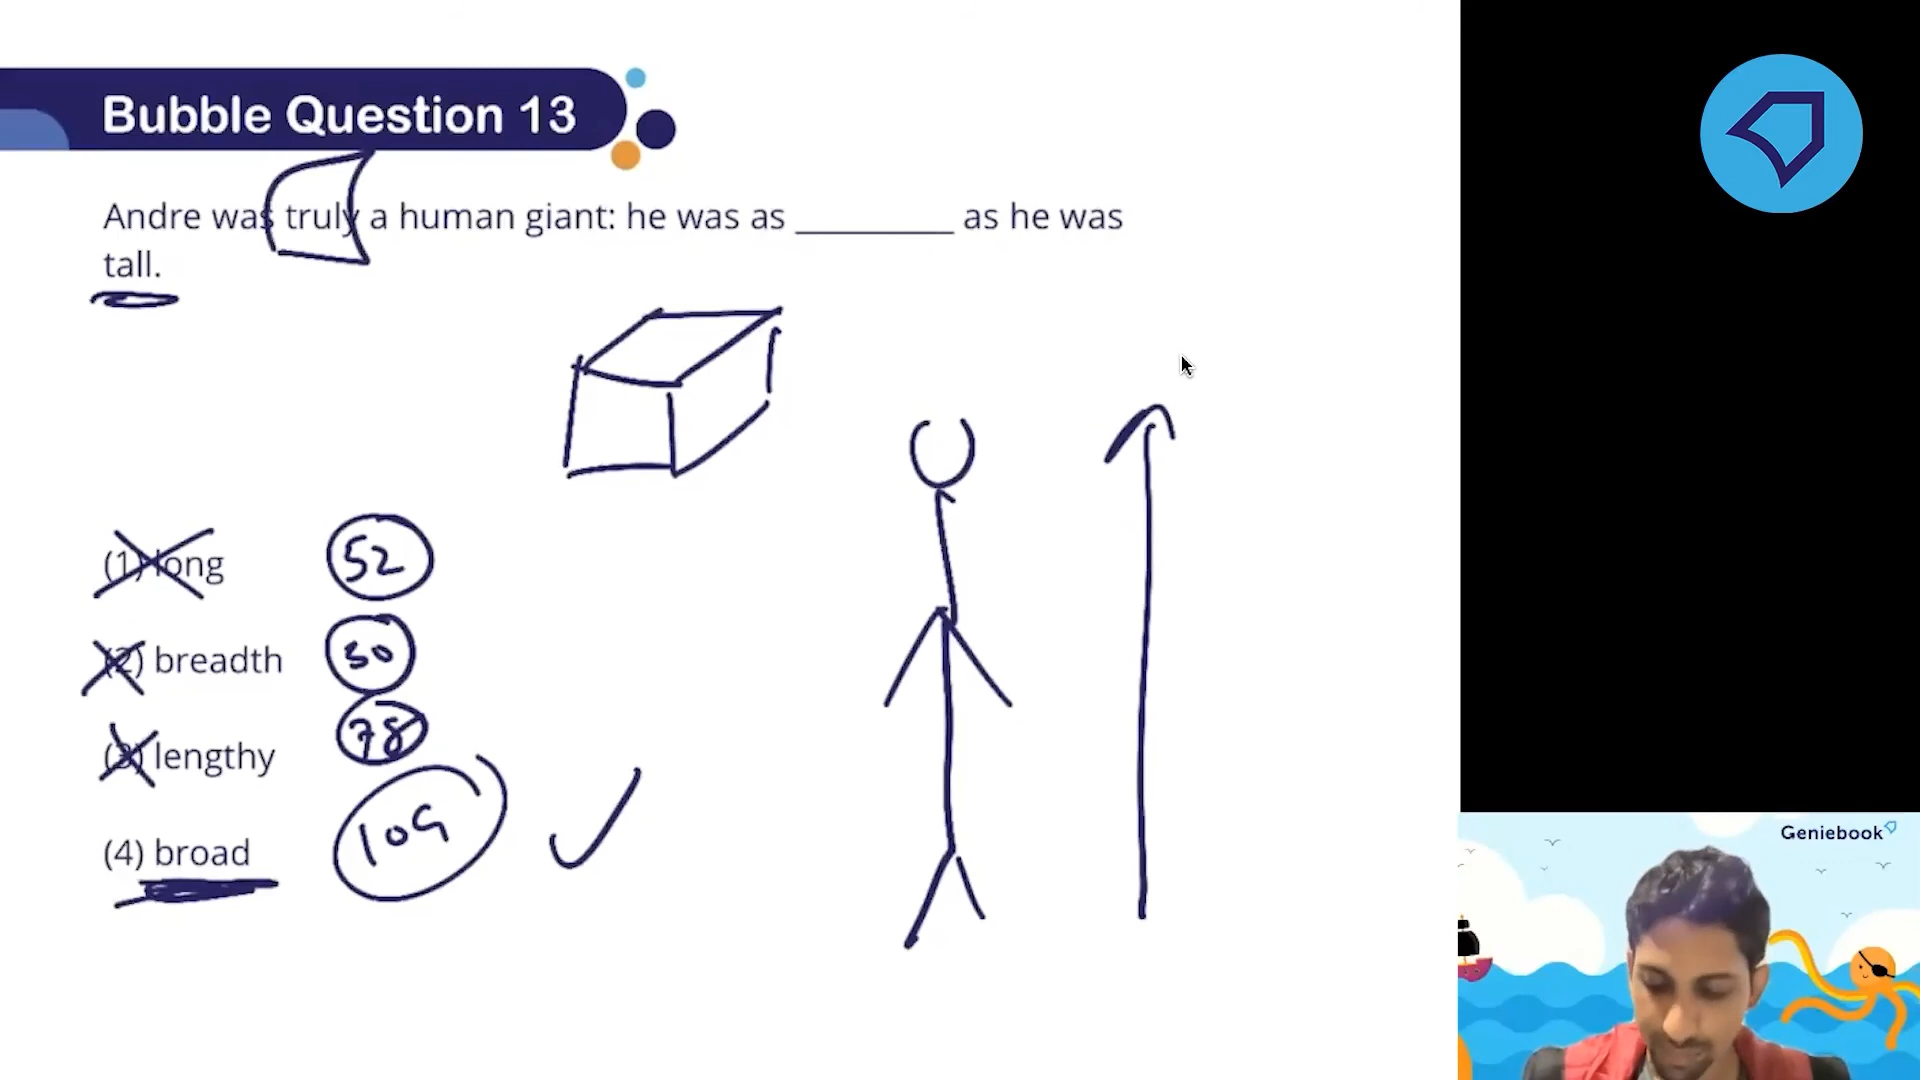 Bubble Question 13
Andre was truly a human giant: he was as __________ as he was
tall.
(1) long
52
(2) breadth
50
(3) lengthy
78
(4) broad
109
Geniebook